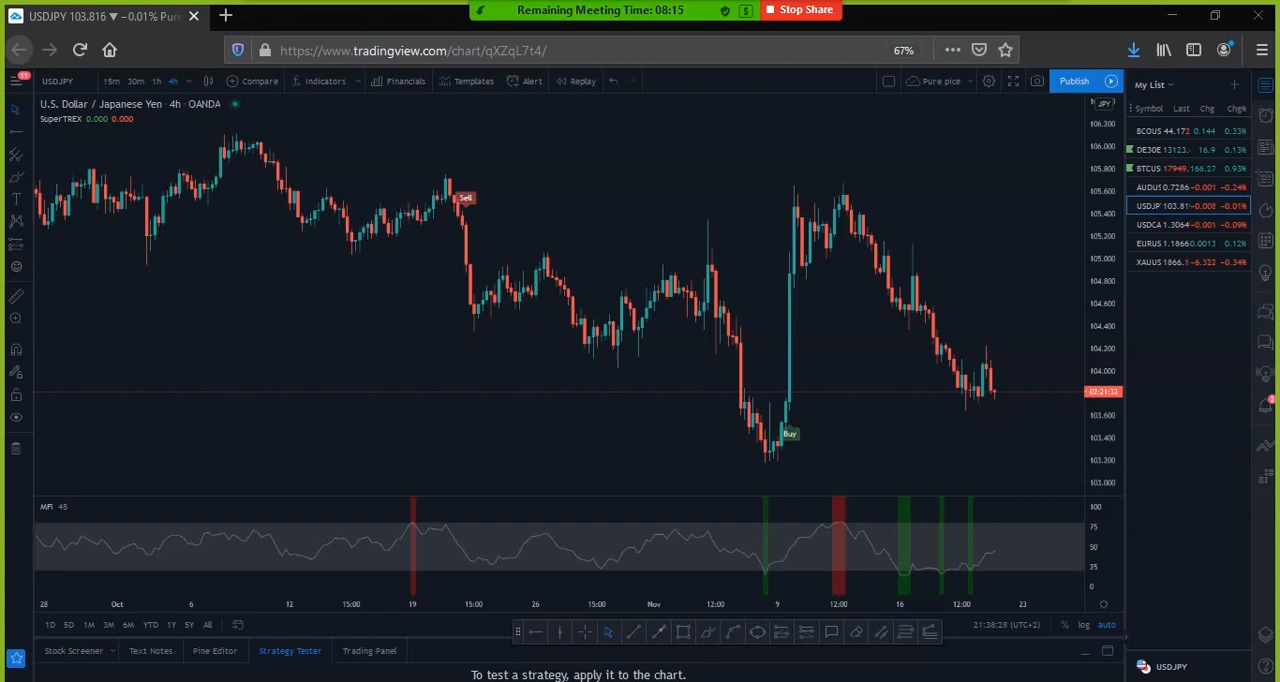 Remaining Meeting Time: 08:15
$
Stop Share
USDJPY 103.816 ▼ −0.01% Pure
https://www.tradingview.com/chart/qXZqL7t4/
67%
11
USDJPY
15m 30m 1h 4h
Compare
Indicators
Financials
Templates
Alert
Replay
Pure pice
Publish
My List
U.S. Dollar / Japanese Yen · 4h · OANDA
SuperTREX 0.000 0.000
JPY
Symbol Last Chg Chg%
BCOUS 44.172 0.144 0.33%
DE30E 13123. 16.9 0.13%
BTCUS 17949. 166.27 0.93%
AUDUS 0.7286 −0.001 −0.24%
USDJP 103.81 −0.008 −0.01%
USDCA 1.3064 −0.001 −0.09%
EURUS 1.1866 0.0013 0.12%
XAUUS 1866.1 −6.322 −0.34%
106.200
106.000
105.800
105.600
105.400
105.200
105.000
104.800
104.600
104.400
104.200
104.000
02:21:32
103.600
103.400
103.200
103.000
Sell
Buy
MFI 45
100
75
50
25
0
28 Oct 6 12 15:00 19 15:00 26 15:00 Nov 12:00 9 12:00 16 12:00 23
1D 5D 1M 3M 6M YTD 1Y 5Y All
21:38:28 (UTC+2)
% log auto
Stock Screener
Text Notes
Pine Editor
Strategy Tester
Trading Panel
To test a strategy, apply it to the chart.
USDJPY